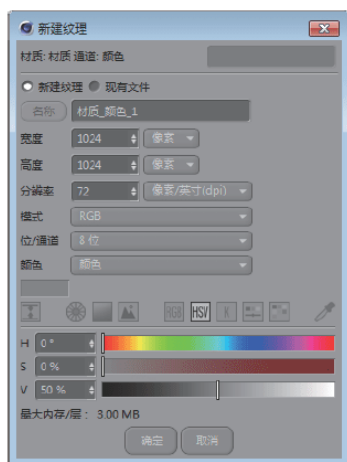 新建纹理
材质: 材质 通道: 颜色
新建纹理 现有文件
名称 材质_颜色_1
宽度 1024 像素
高度 1024 像素
分辨率 72 像素/英寸(dpi)
模式 RGB
位/通道 8 位
颜色 颜色
RGB HSV K
H 0 °
S 0 %
V 50 %
最大内存/层： 3.00 MB
确定 取消